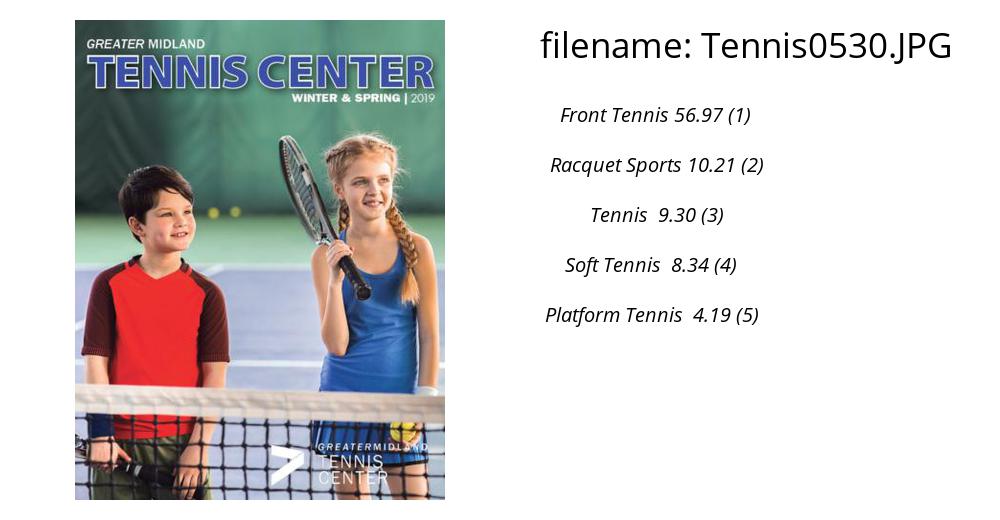 GREATER MIDLAND
TENNIS CENTER
WINTER & SPRING | 2019
GREATERMIDLAND
TENNIS
CENTER
filename: Tennis0530.JPG
Front Tennis 56.97 (1)
Racquet Sports 10.21 (2)
Tennis 9.30 (3)
Soft Tennis 8.34 (4)
Platform Tennis 4.19 (5)